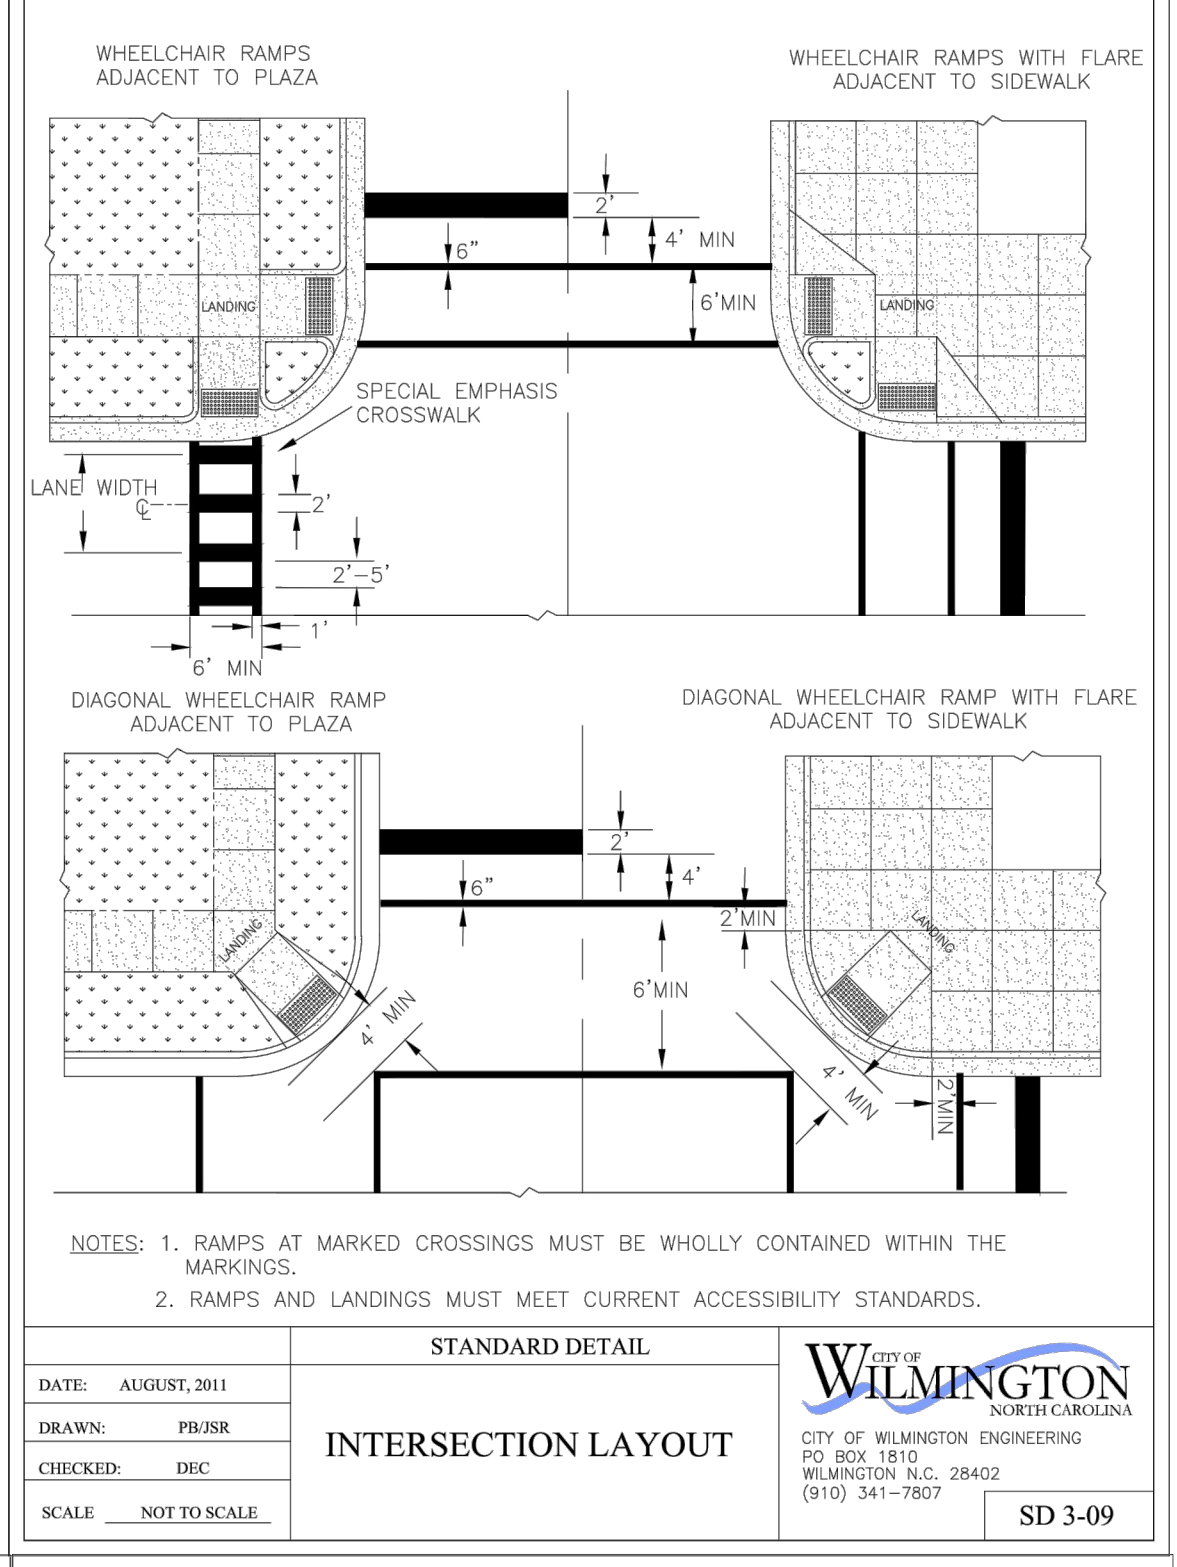 WHEELCHAIR RAMPS
ADJACENT TO PLAZA
WHEELCHAIR RAMPS WITH FLARE
ADJACENT TO SIDEWALK
2'
4' MIN
6"
6'MIN
LANDING
LANDING
SPECIAL EMPHASIS
CROSSWALK
LANE WIDTH
℄
2'
2'-5'
1'
6' MIN
DIAGONAL WHEELCHAIR RAMP
ADJACENT TO PLAZA
DIAGONAL WHEELCHAIR RAMP WITH FLARE
ADJACENT TO SIDEWALK
2'
4'
6"
2'MIN
LANDING
LANDING
6'MIN
4' MIN
4' MIN
2'MIN
NOTES: 1. RAMPS AT MARKED CROSSINGS MUST BE WHOLLY CONTAINED WITHIN THE
MARKINGS.
2. RAMPS AND LANDINGS MUST MEET CURRENT ACCESSIBILITY STANDARDS.
STANDARD DETAIL
INTERSECTION LAYOUT
DATE: AUGUST, 2011
DRAWN: PB/JSR
CHECKED: DEC
SCALE NOT TO SCALE
CITY OF
WILMINGTON
NORTH CAROLINA
CITY OF WILMINGTON ENGINEERING
PO BOX 1810
WILMINGTON N.C. 28402
(910) 341-7807
SD 3-09